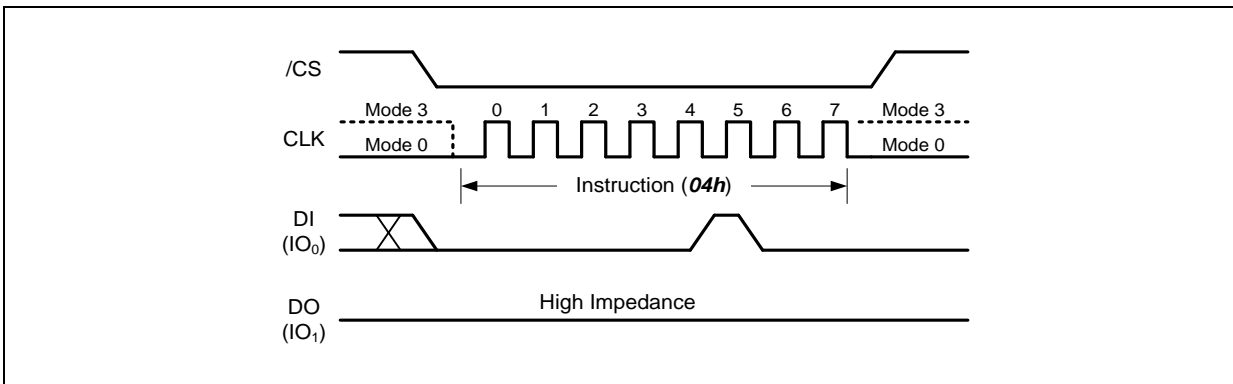 /CS
Mode 3 0 1 2 3 4 5 6 7 Mode 3
CLK
Mode 0 Mode 0
Instruction (04h)
DI
(IO₀)
High Impedance
DO
(IO₁)